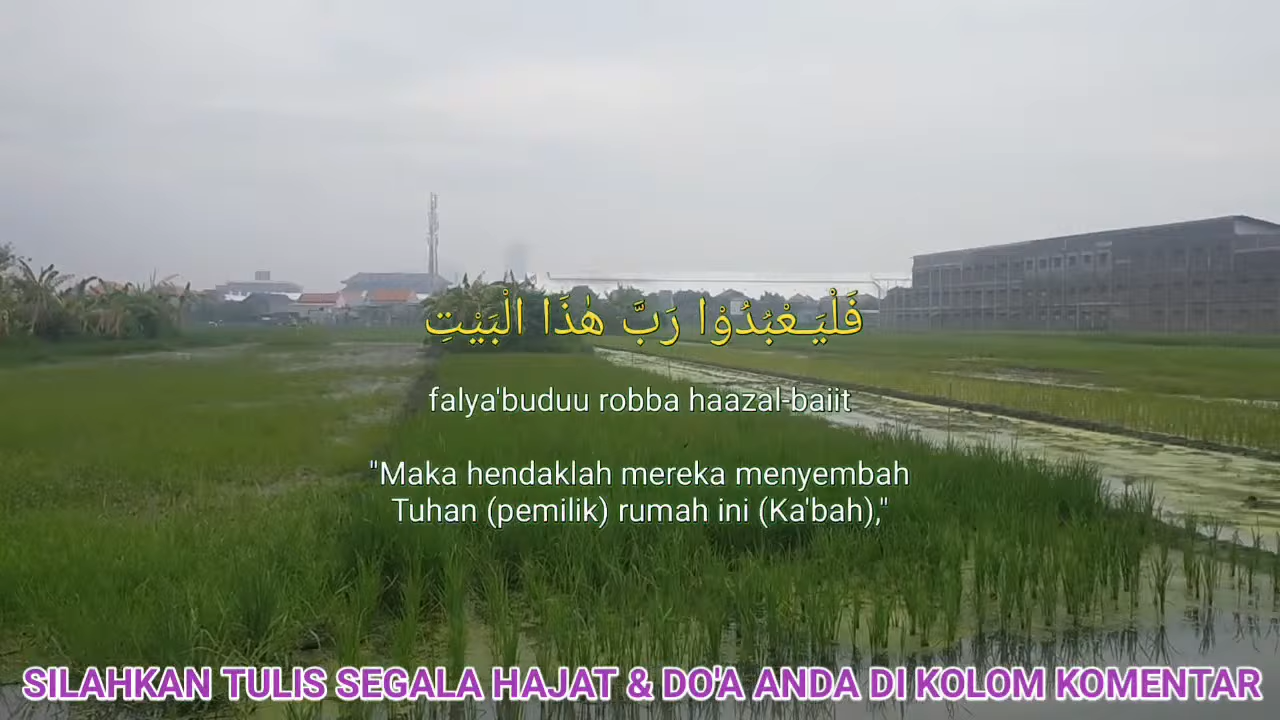 فَلْيَعْبُدُوْا رَبَّ هٰذَا الْبَيْتِ
falya'buduu robba haazal-baiit
"Maka hendaklah mereka menyembah
Tuhan (pemilik) rumah ini (Ka'bah),"
SILAHKAN TULIS SEGALA HAJAT & DO'A ANDA DI KOLOM KOMENTAR